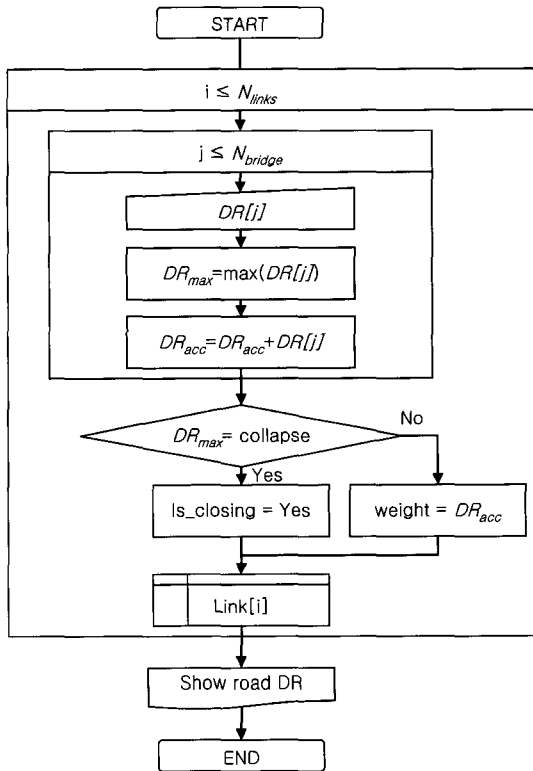 START
i ≤ N_links
j ≤ N_bridge
DR[j]
DR_max=max(DR[j])
DR_acc=DR_acc+DR[j]
DR_max= collapse
No
Yes
Is_closing = Yes
weight = DR_acc
Link[i]
Show road DR
END